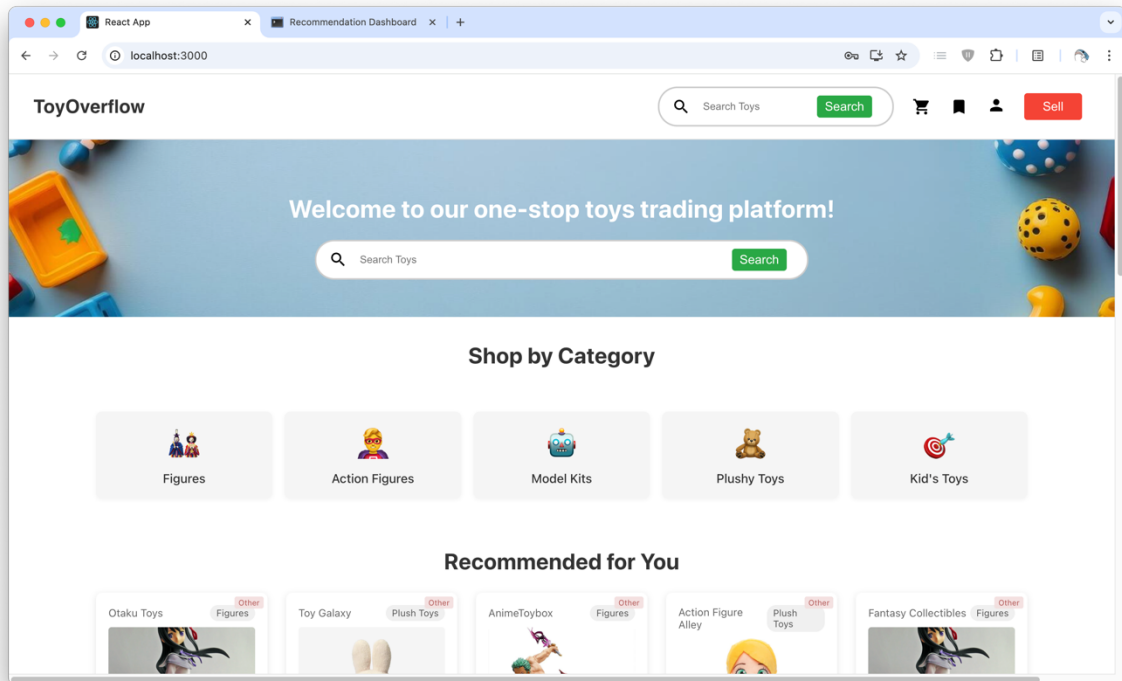 React App
Recommendation Dashboard
localhost:3000
ToyOverflow
Search Toys
Search
Sell
Welcome to our one-stop toys trading platform!
Search Toys
Search
Shop by Category
Figures
Action Figures
Model Kits
Plushy Toys
Kid's Toys
Recommended for You
Other
Otaku Toys
Figures
Other
Toy Galaxy
Plush Toys
Other
AnimeToybox
Figures
Other
Action Figure
Alley
Plush
Toys
Other
Fantasy Collectibles
Figures